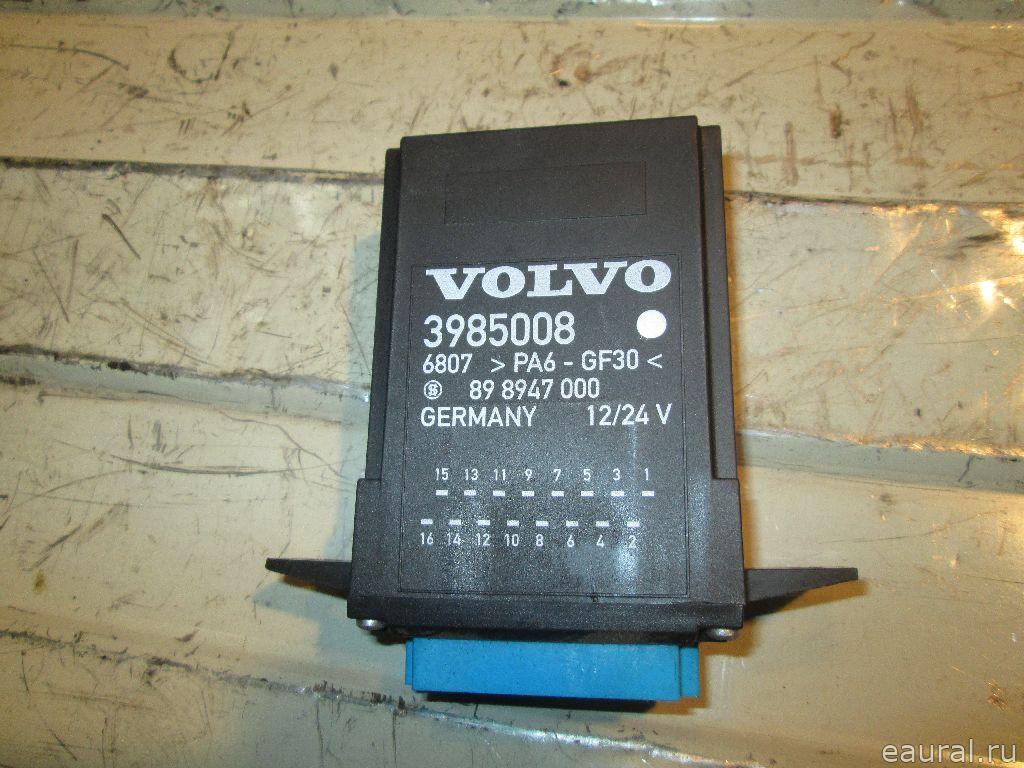 VOLVO
3985008
6807 >PA6 - GF30<
89 8947 000
GERMANY 12/24 V
15 13 11 9 7 5 3 1
16 14 12 10 8 6 4 2
eaural.ru